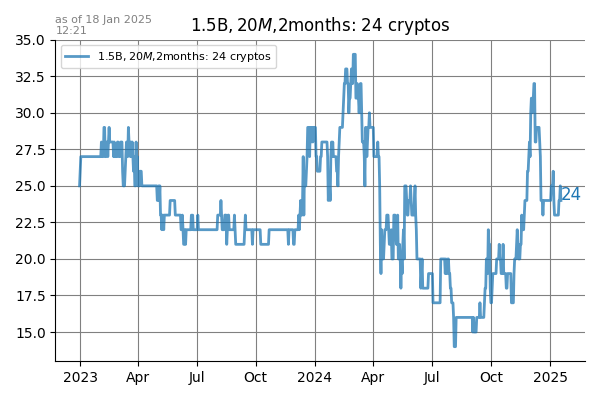 as of 18 Jan 2025
12:21
1.5B, 20M,2months: 24 cryptos
1.5B, 20M,2months: 24 cryptos
35.0
32.5
30.0
27.5
25.0
22.5
20.0
17.5
15.0
24
2023 Apr Jul Oct 2024 Apr Jul Oct 2025